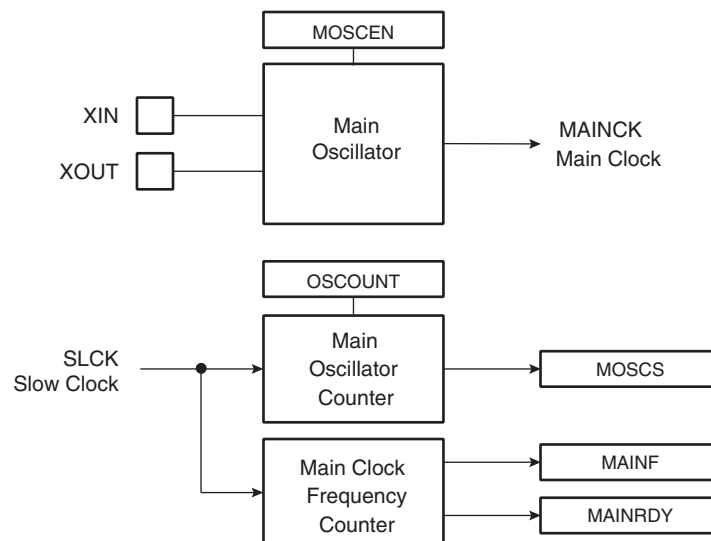 MOSCEN
XIN
XOUT
Main
Oscillator
MAINCK
Main Clock
OSCOUNT
SLCK
Slow Clock
Main
Oscillator
Counter
MOSCS
Main Clock
Frequency
Counter
MAINF
MAINRDY